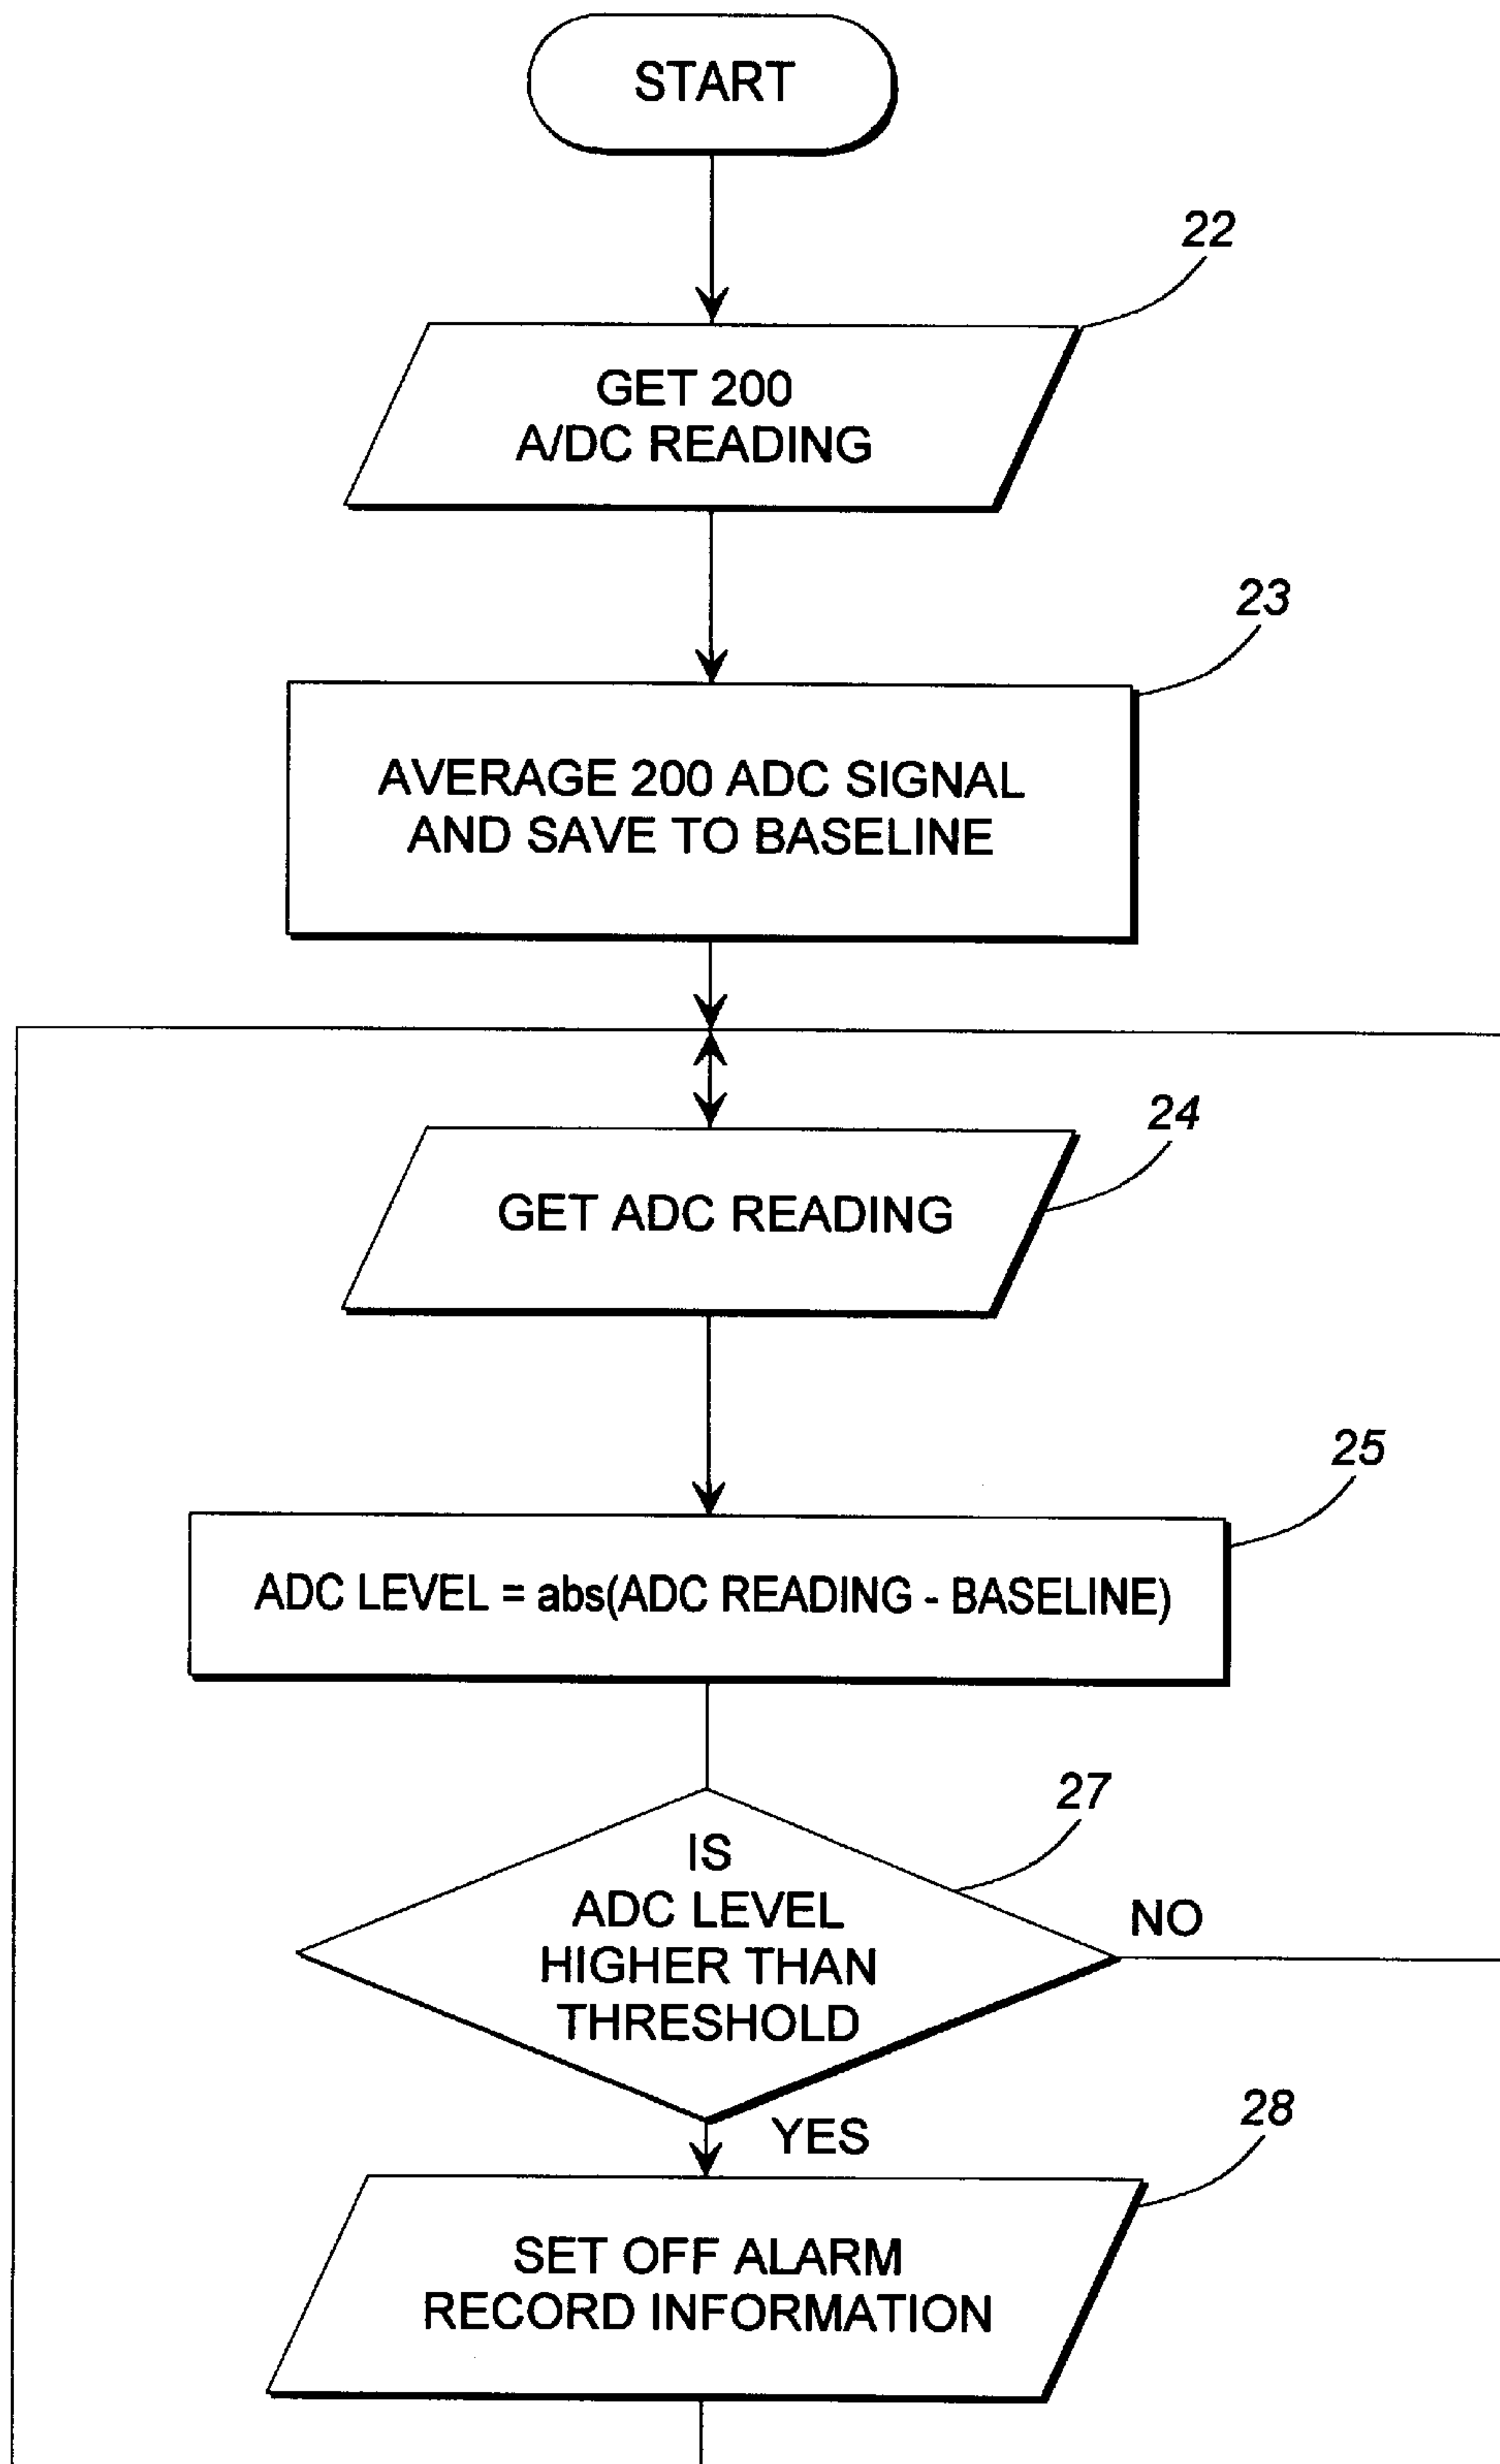 START
22
GET 200
A/DC READING
23
AVERAGE 200 ADC SIGNAL
AND SAVE TO BASELINE
24
GET ADC READING
25
ADC LEVEL = abs(ADC READING - BASELINE)
27
IS
ADC LEVEL
HIGHER THAN
THRESHOLD
NO
YES
28
SET OFF ALARM
RECORD INFORMATION